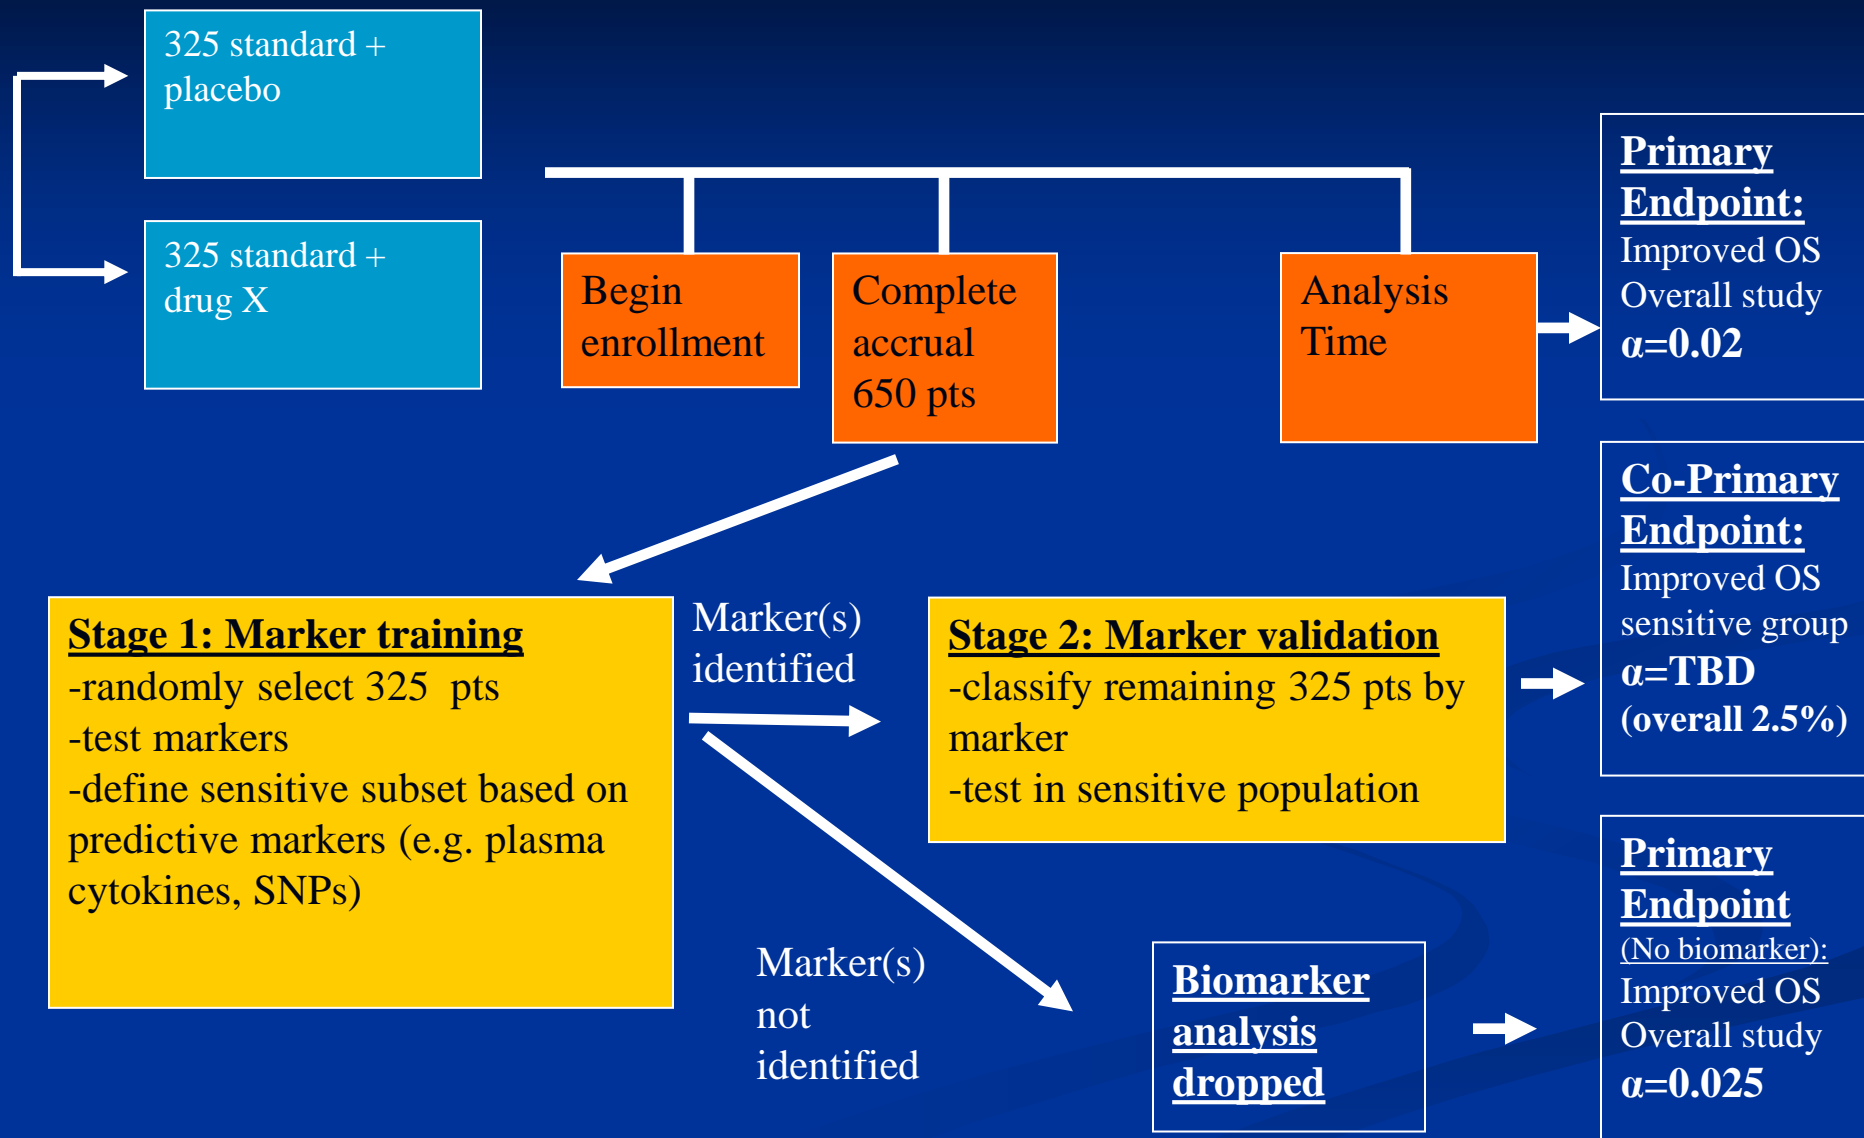 325 standard +
placebo
325 standard +
drug X
Begin
enrollment
Complete
accrual
650 pts
Analysis
Time
Primary
Endpoint:
Improved OS
Overall study
α=0.02
Co-Primary
Endpoint:
Improved OS
sensitive group
α=TBD
(overall 2.5%)
Stage 1: Marker training
-randomly select 325 pts
-test markers
-define sensitive subset based on
predictive markers (e.g. plasma
cytokines, SNPs)
Marker(s)
identified
Stage 2: Marker validation
-classify remaining 325 pts by
marker
-test in sensitive population
Marker(s)
not
identified
Biomarker
analysis
dropped
Primary
Endpoint
(No biomarker):
Improved OS
Overall study
α=0.025